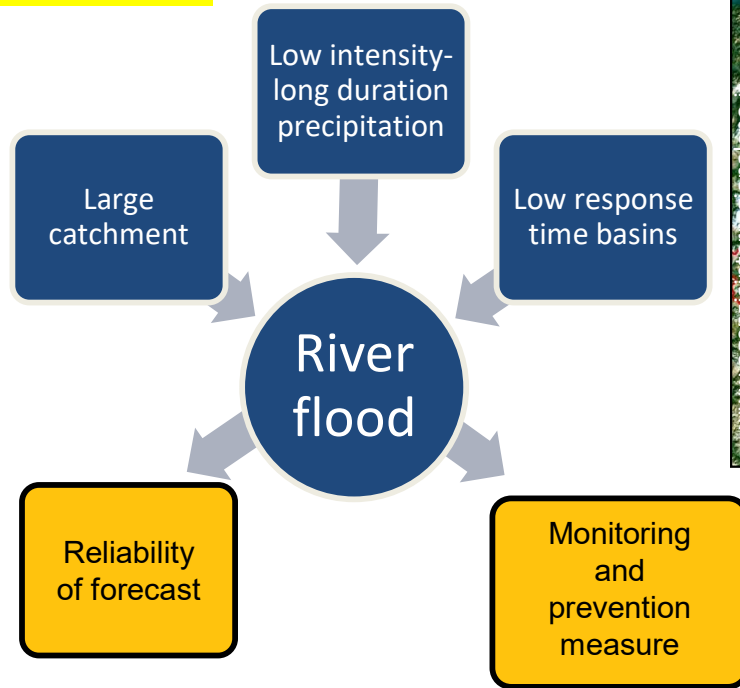 Low intensity-
long duration
precipitation
Large
catchment
Low response
time basins
River
flood
Reliability
of forecast
Monitoring
and
prevention
measure